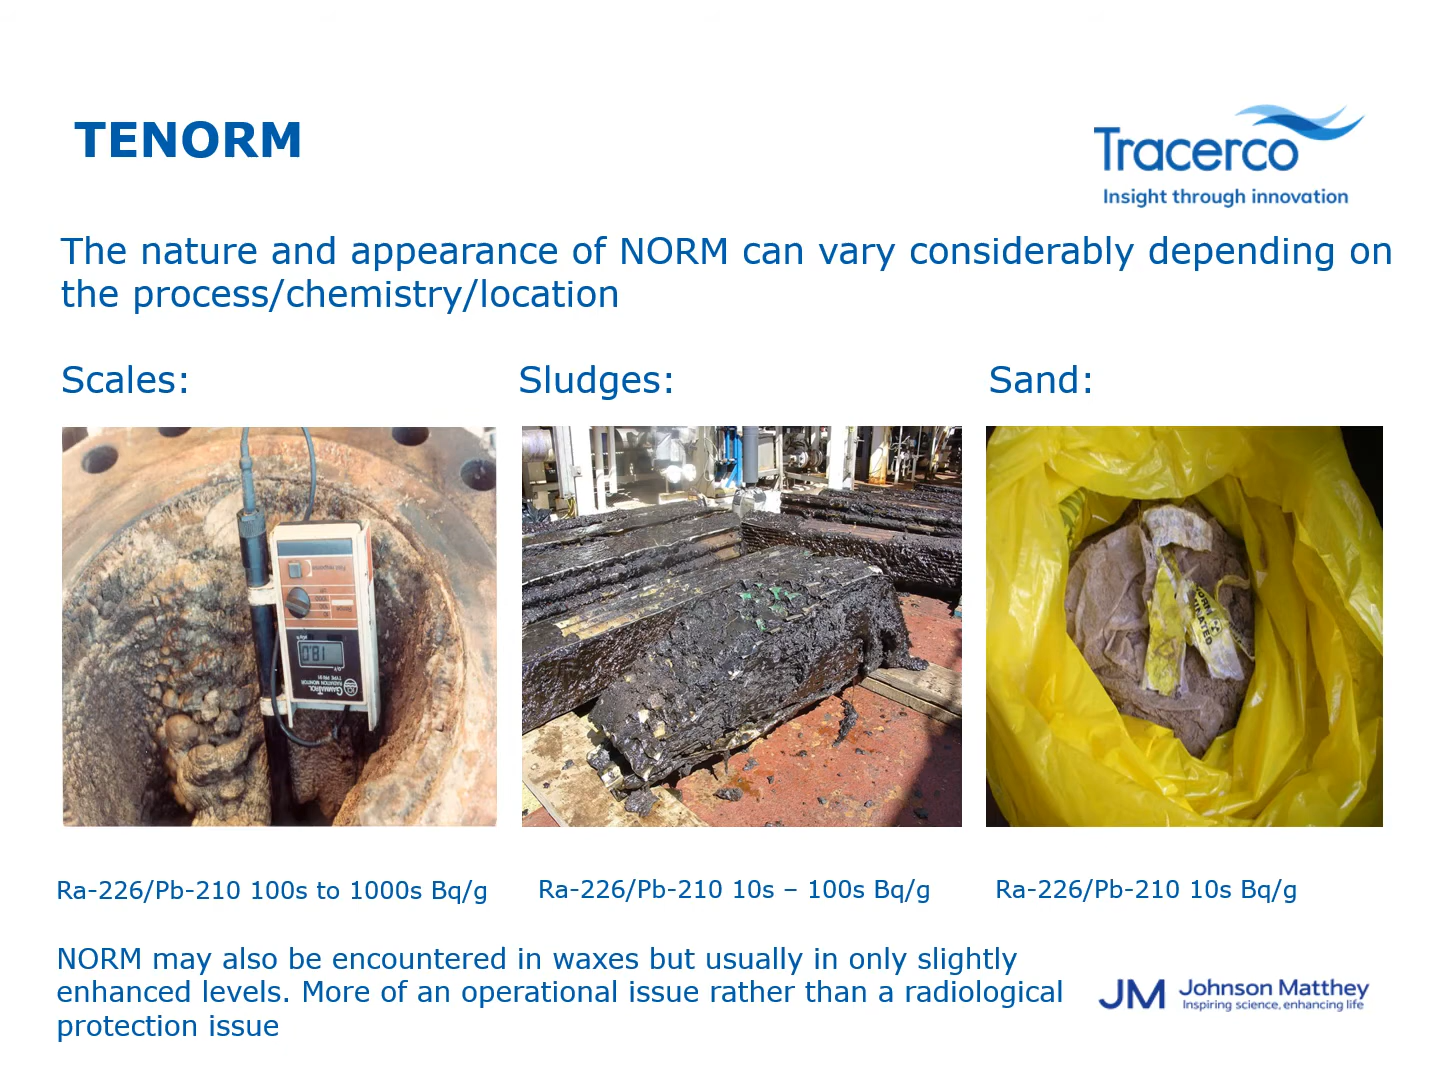 TENORM
Tracerco
Insight through innovation
The nature and appearance of NORM can vary considerably depending on
the process/chemistry/location
Scales:
Sludges:
Sand:
Ra-226/Pb-210 100s to 1000s Bq/g
Ra-226/Pb-210 10s – 100s Bq/g
Ra-226/Pb-210 10s Bq/g
NORM may also be encountered in waxes but usually in only slightly
enhanced levels. More of an operational issue rather than a radiological
protection issue
JM Johnson Matthey
Inspiring science, enhancing life